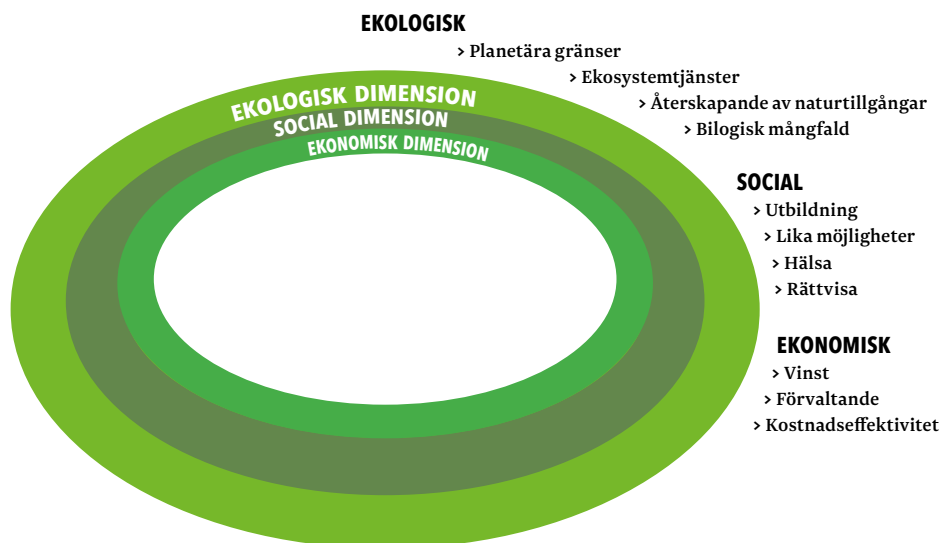 EKOLOGISK
> Planetära gränser
> Ekosystemtjänster
> Återskapande av naturtillgångar
> Bilogisk mångfald
EKOLOGISK DIMENSION
SOCIAL DIMENSION
EKONOMISK DIMENSION
SOCIAL
> Utbildning
> Lika möjligheter
> Hälsa
> Rättvisa
EKONOMISK
> Vinst
> Förvaltande
> Kostnadseffektivitet